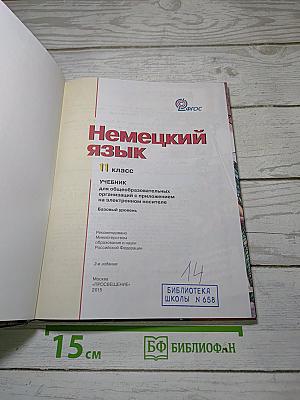 ФГОС
Немецкий
язык
11 класс
УЧЕБНИК
для общеобразовательных
организаций с приложением
на электронном носителе
Базовый уровень
Рекомендовано
Министерством
образования и науки
Российской Федерации
2-е издание
Москва
«ПРОСВЕЩЕНИЕ»
2015
14
БИБЛИОТЕКА
ШКОЛЫ № 658
15 см
БФ БИБЛИОФАН